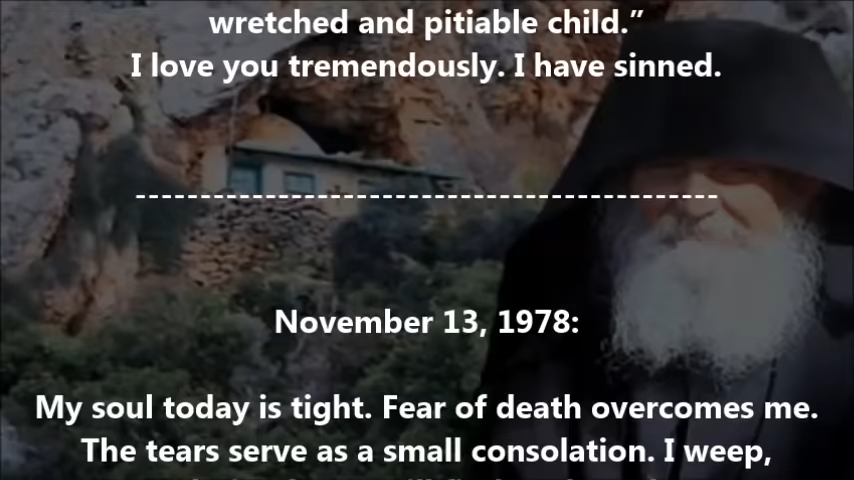 wretched and pitiable child.”
I love you tremendously. I have sinned.
---------------------------------------------
November 13, 1978:
My soul today is tight. Fear of death overcomes me.
The tears serve as a small consolation. I weep,